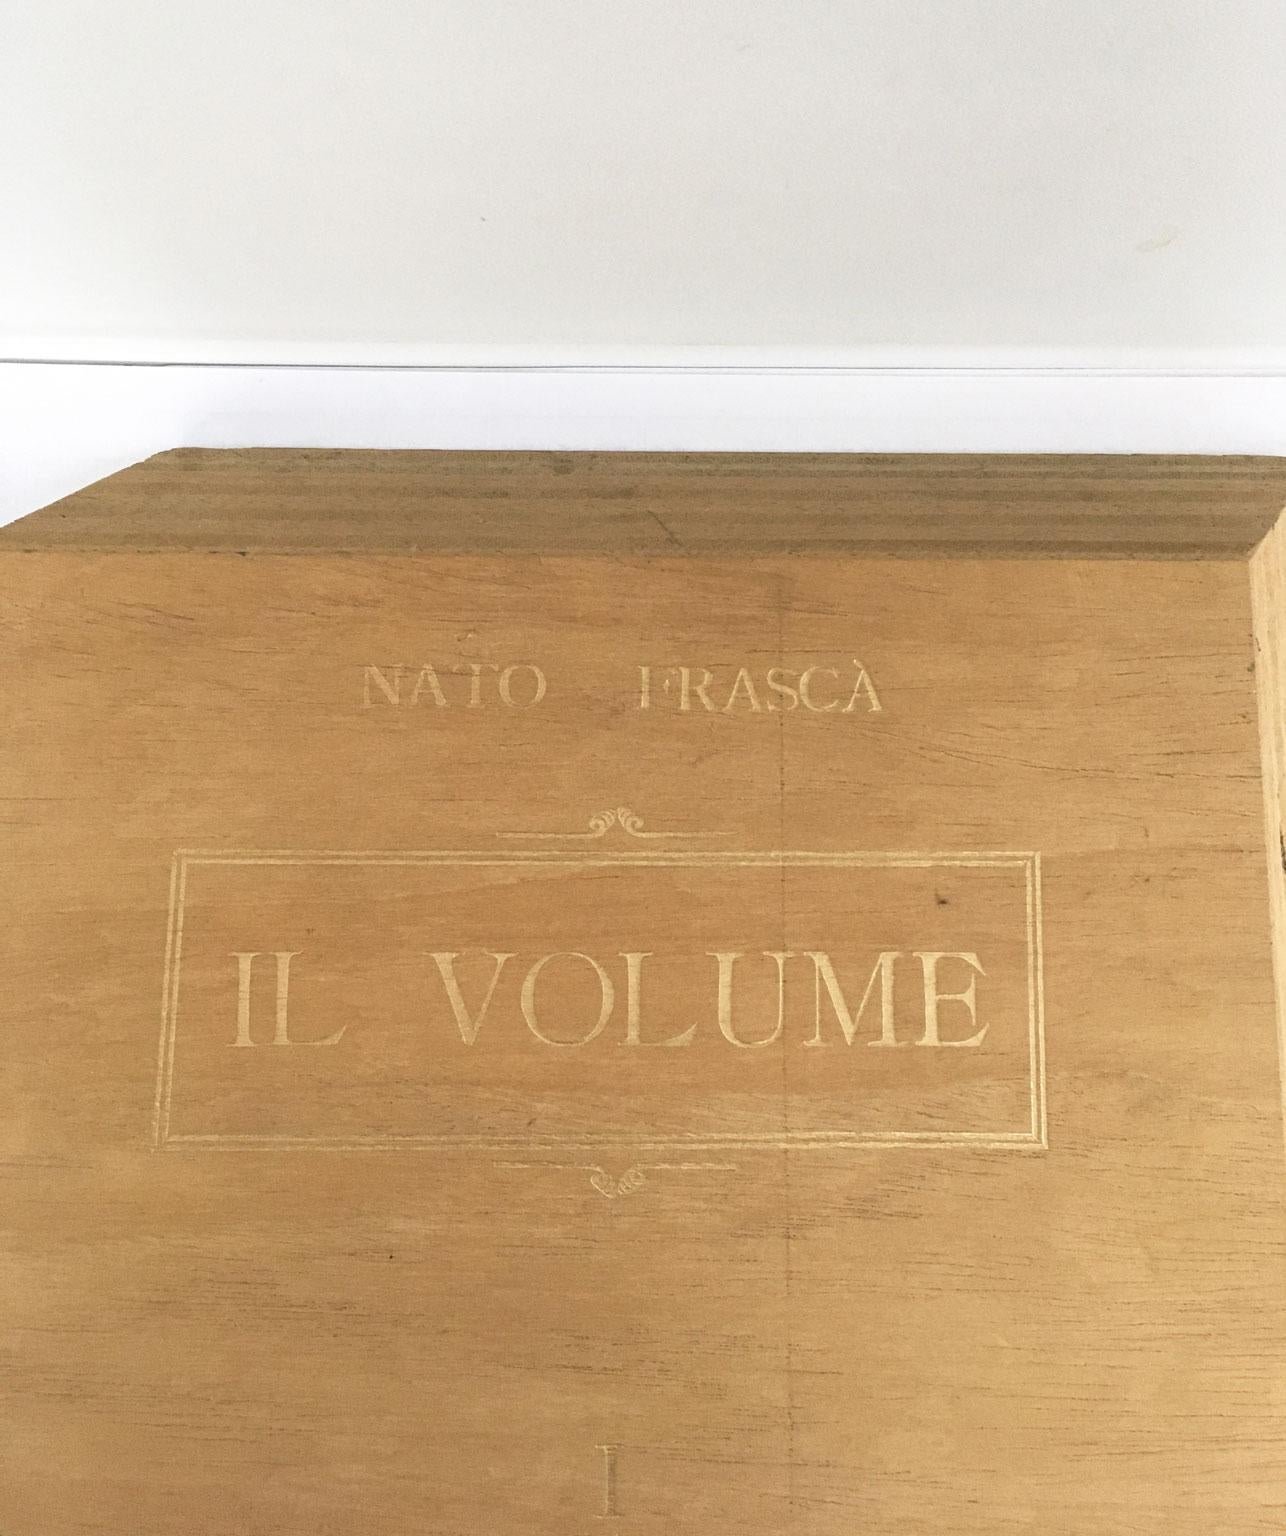 NATO FRASCÀ
IL VOLUME
I